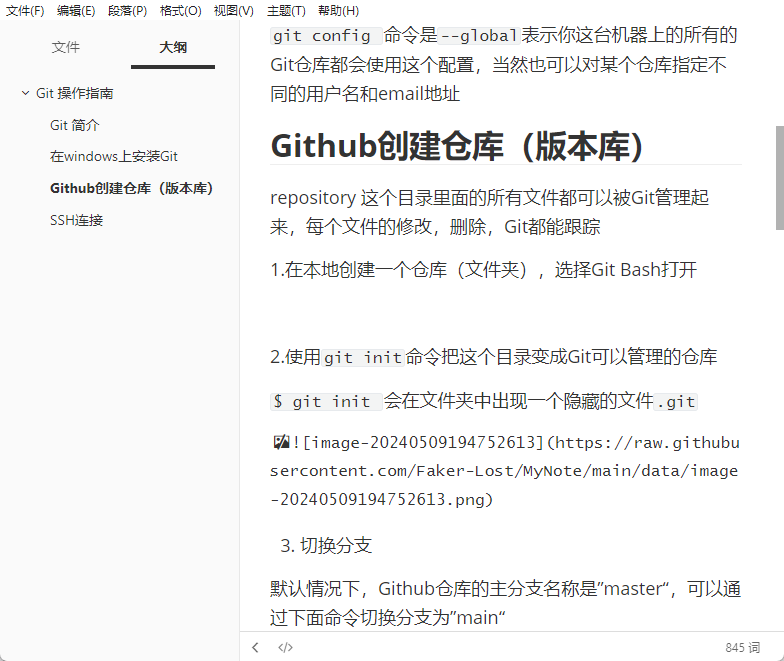 文件(F) 编辑(E) 段落(P) 格式(O) 视图(V) 主题(T) 帮助(H)
文件 大纲
Git 操作指南
Git 简介
在windows上安装Git
Github创建仓库（版本库）
SSH连接
git config 命令是--global表示你这台机器上的所有的
Git仓库都会使用这个配置，当然也可以对某个仓库指定不
同的用户名和email地址
Github创建仓库（版本库）
repository 这个目录里面的所有文件都可以被Git管理起
来，每个文件的修改，删除，Git都能跟踪
1.在本地创建一个仓库（文件夹），选择Git Bash打开
2.使用git init命令把这个目录变成Git可以管理的仓库
$ git init 会在文件夹中出现一个隐藏的文件.git
![image-20240509194752613](https://raw.githubu
sercontent.com/Faker-Lost/MyNote/main/data/image
-20240509194752613.png)
3. 切换分支
默认情况下，Github仓库的主分支名称是”master“，可以通
过下面命令切换分支为”main“
845 词